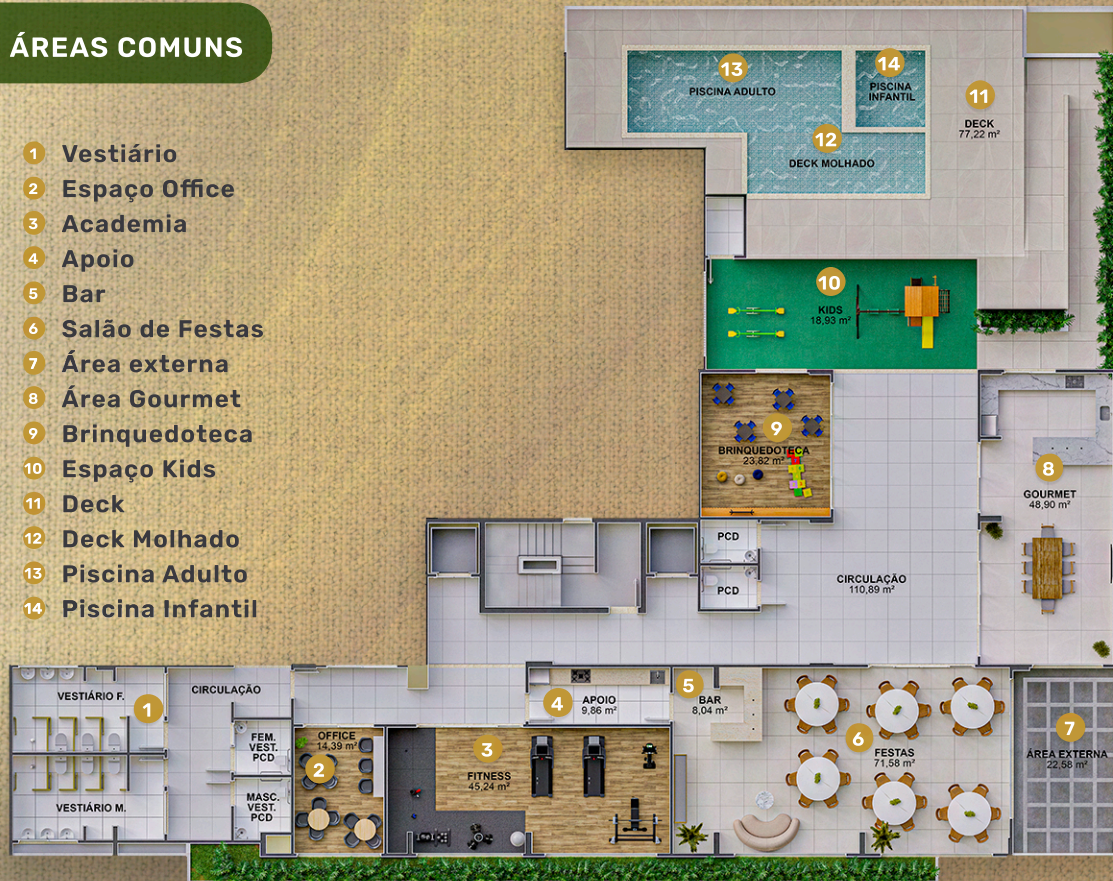 ÁREAS COMUNS
1 Vestiário
2 Espaço Office
3 Academia
4 Apoio
5 Bar
6 Salão de Festas
7 Área externa
8 Área Gourmet
9 Brinquedoteca
10 Espaço Kids
11 Deck
12 Deck Molhado
13 Piscina Adulto
14 Piscina Infantil
13
PISCINA ADULTO
14
PISCINA
INFANTIL
11
DECK
77,22 m²
12
DECK MOLHADO
10
KIDS
18,93 m²
9
BRINQUEDOTECA
23,82 m²
8
GOURMET
48,90 m²
PCD
PCD
CIRCULAÇÃO
110,89 m²
VESTIÁRIO F.
1
CIRCULAÇÃO
FEM.
VEST.
PCD
VESTIÁRIO M.
MASC.
VEST.
PCD
OFFICE
14,39 m²
2
3
FITNESS
45,24 m²
4
APOIO
9,86 m²
5
BAR
8,04 m²
6
FESTAS
71,58 m²
7
ÁREA EXTERNA
22,58 m²